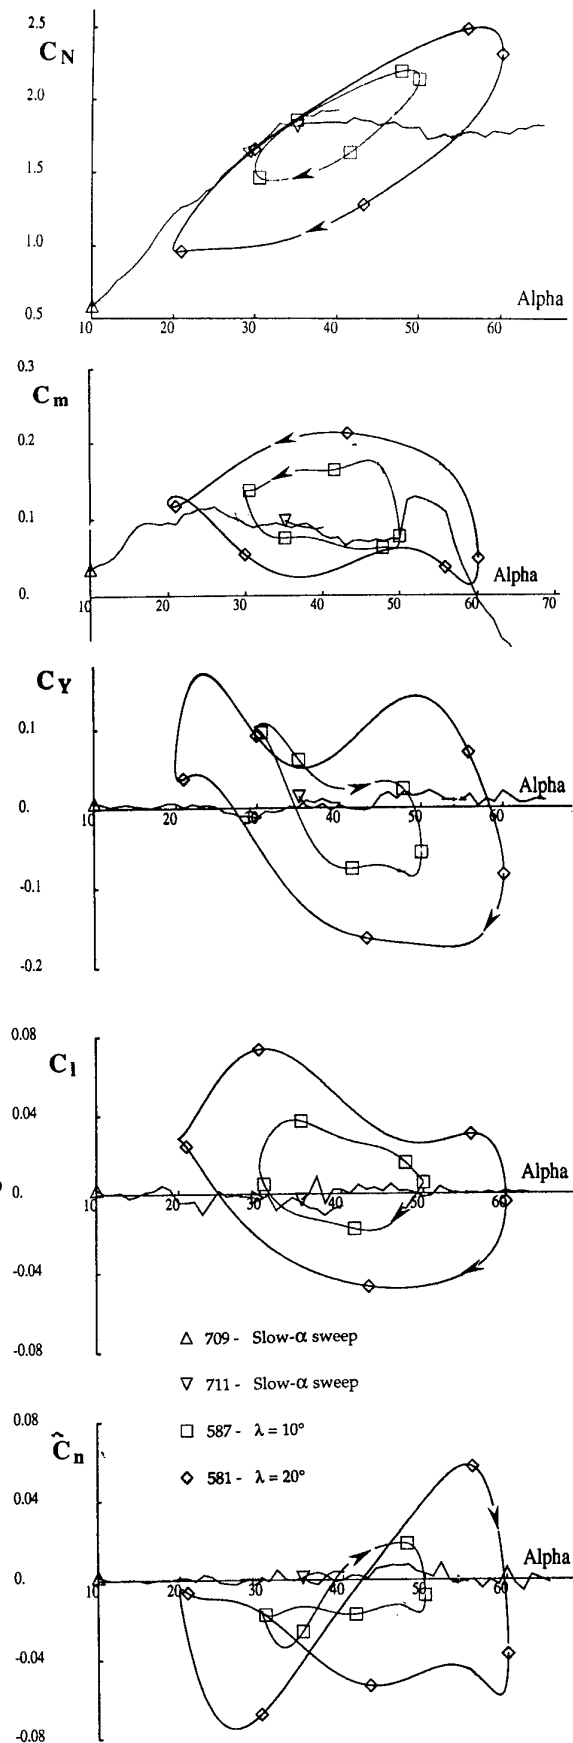 2.5
C_N
2.0
1.5
1.0
Alpha
0.5
10 20 30 40 50 60
0.3
C_m
0.2
0.1
Alpha
0.
10 20 30 40 50 60 70
C_Y
0.1
Alpha
0.
10 20 30 40 50 60
-0.1
-0.2
0.08
C_l
0.04
Alpha
0.
10 20 30 40 50 60
-0.04
-0.08
△ 709 - Slow-α sweep
▽ 711 - Slow-α sweep
□ 587 - λ = 10°
◇ 581 - λ = 20°
0.08
Ĉ_n
0.04
Alpha
0.
10 20 30 40 50 60
-0.04
-0.08